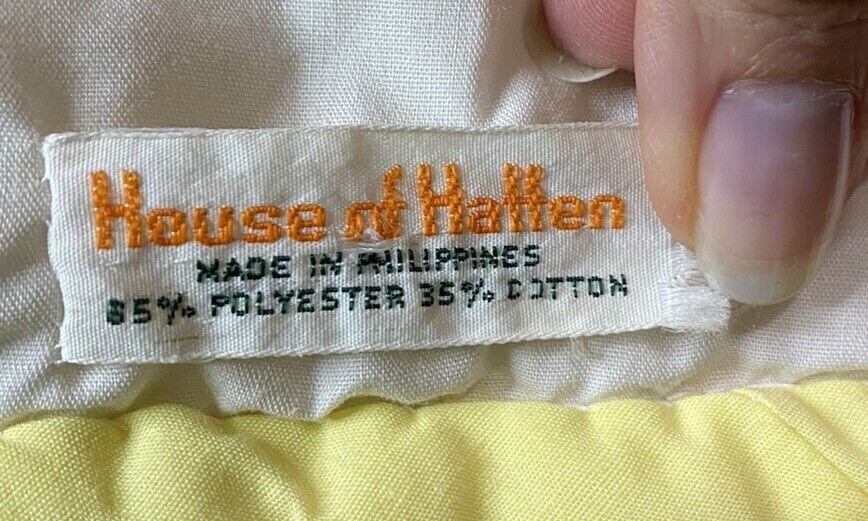 House of Hatten
MADE IN PHILIPPINES
65% POLYESTER 35% COTTON